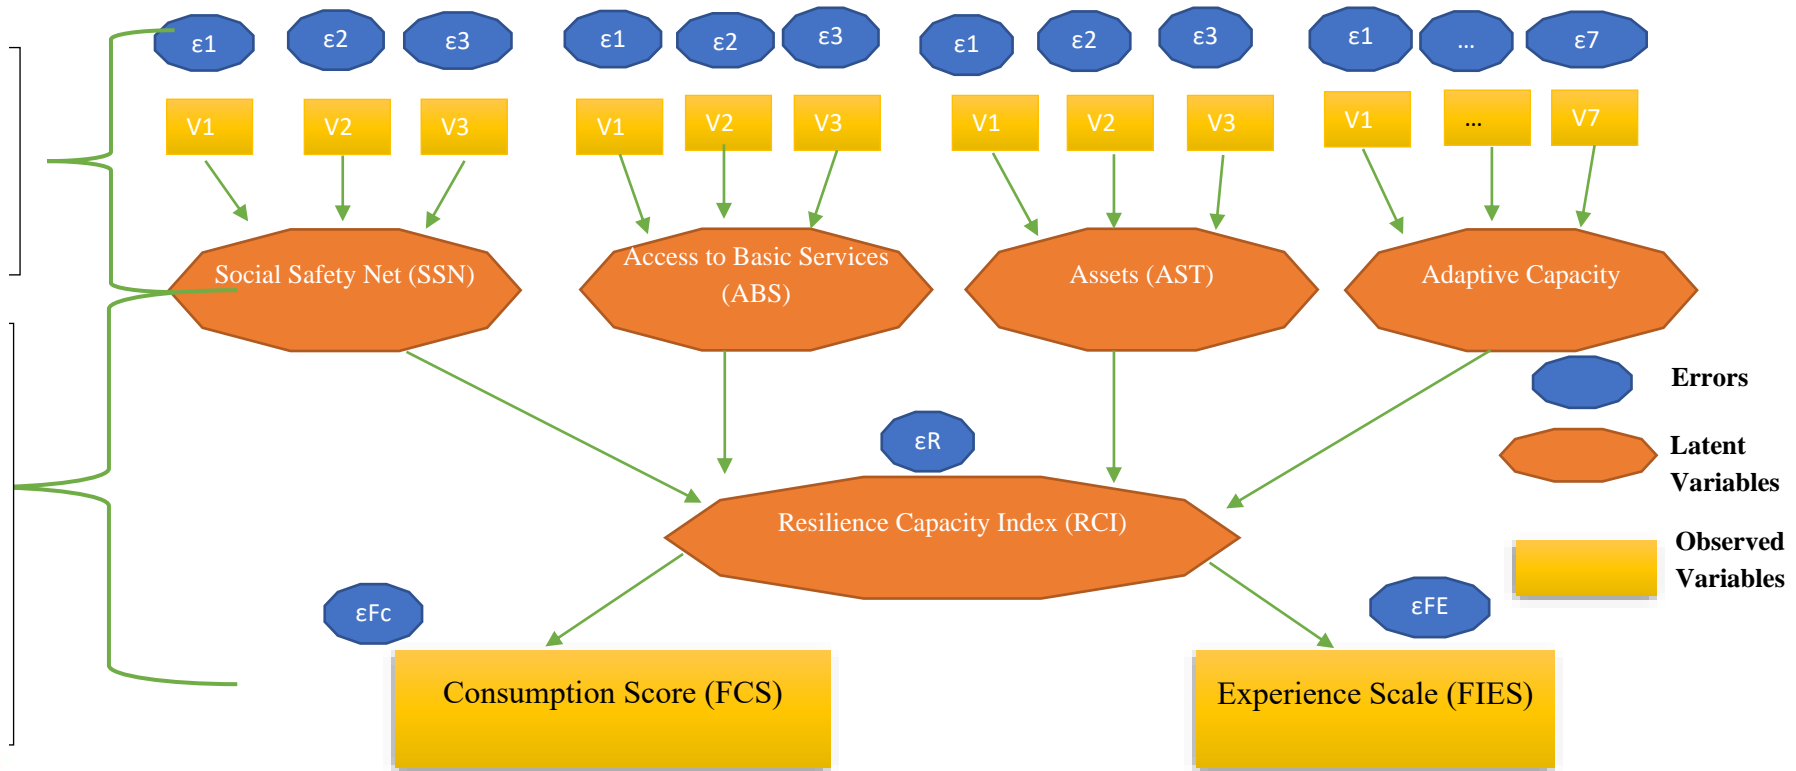 ε1
ε2
ε3
ε1
ε2
ε3
ε1
ε2
ε3
ε1
...
ε7
V1
V2
V3
V1
V2
V3
V1
V2
V3
V1
...
V7
Social Safety Net (SSN)
Access to Basic Services
(ABS)
Assets (AST)
Adaptive Capacity
Errors
Latent
Variables
εR
Resilience Capacity Index (RCI)
Observed
Variables
εFc
εFE
Consumption Score (FCS)
Experience Scale (FIES)